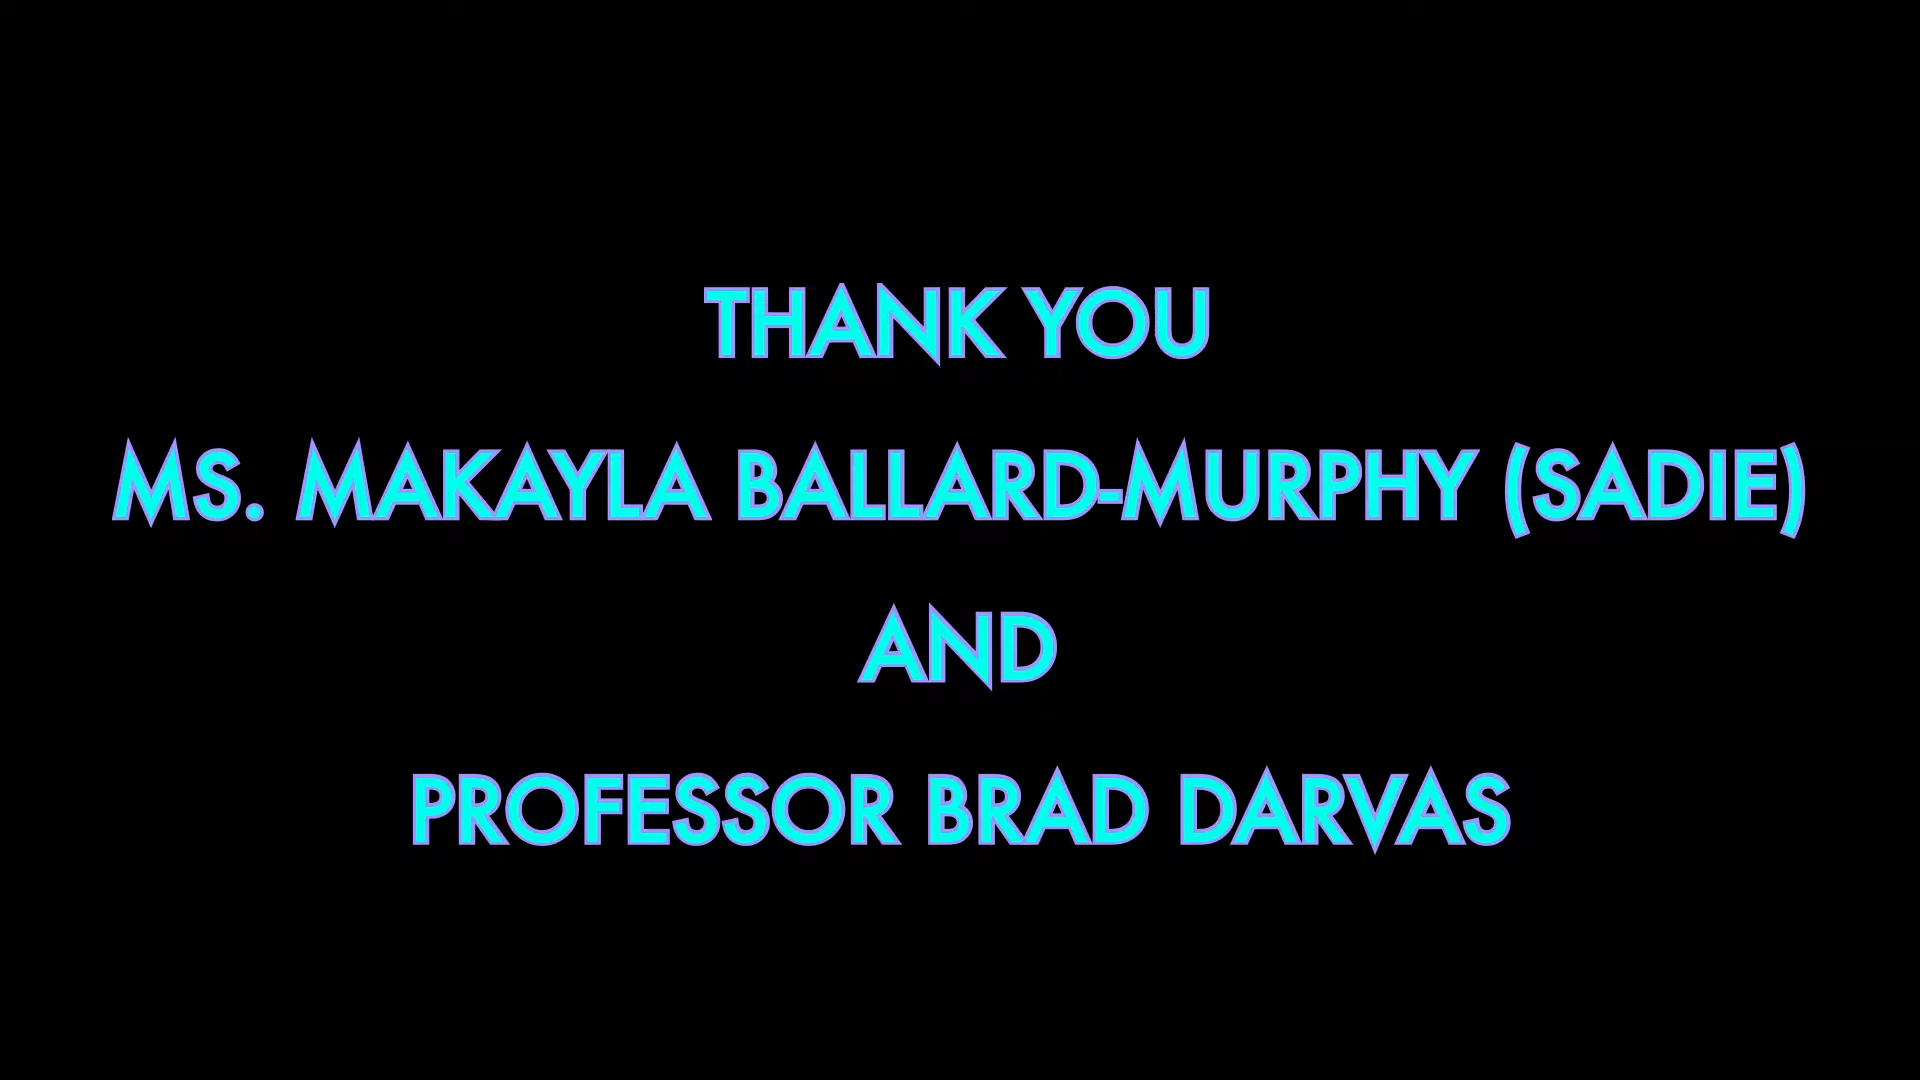 THANK YOU
Ms. MAKAYLA BALLARD-MURPHY (SADIE)
AND
PROFESSOR BRAD DARVAS